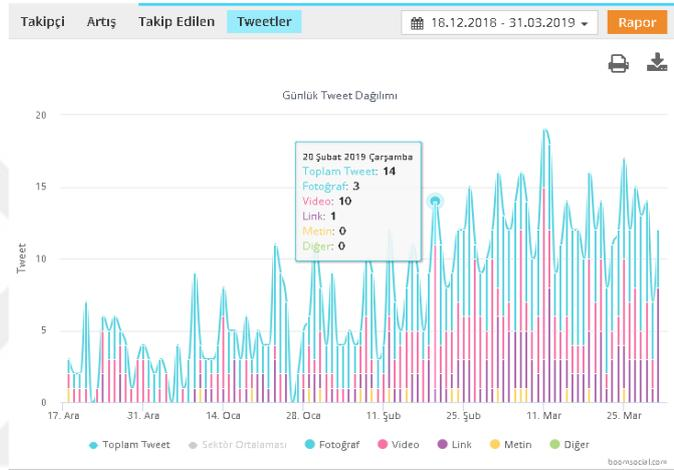 Takipçi Artış Takip Edilen Tweetler 18.12.2018 - 31.03.2019 Rapor
Günlük Tweet Dağılımı
20
15
10
5
0
Tweet
20 Şubat 2019 Çarşamba
Toplam Tweet: 14
Fotoğraf: 3
Video: 10
Link: 1
Metin: 0
Diğer: 0
17. Ara 31. Ara 14. Oca 28. Oca 11. Şub 25. Şub 11. Mar 25. Mar
Toplam Tweet Sektör Ortalaması Fotoğraf Video Link Metin Diğer
boomsocial.com